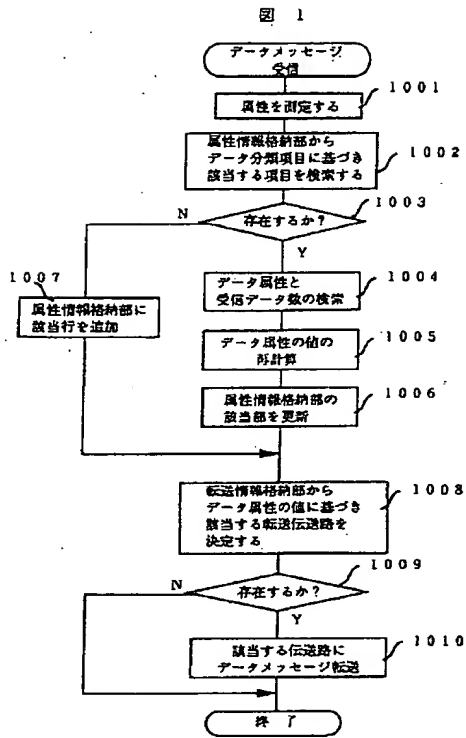 図 1
データメッセージ
受信
1001
属性を測定する
属性情報格納部から
データ分類項目に基づき
該当する項目を検索する
1002
1003
存在するか?
N
Y
1007
属性情報格納部に
該当行を追加
1004
データ属性と
受信データ数の検索
1005
データ属性の値の
再計算
1006
属性情報格納部の
該当部を更新
転送情報格納部から
データ属性の値に基づき
該当する転送伝送路を
決定する
1008
1009
存在するか?
N
Y
該当する伝送路に
データメッセージ転送
1010
終 了